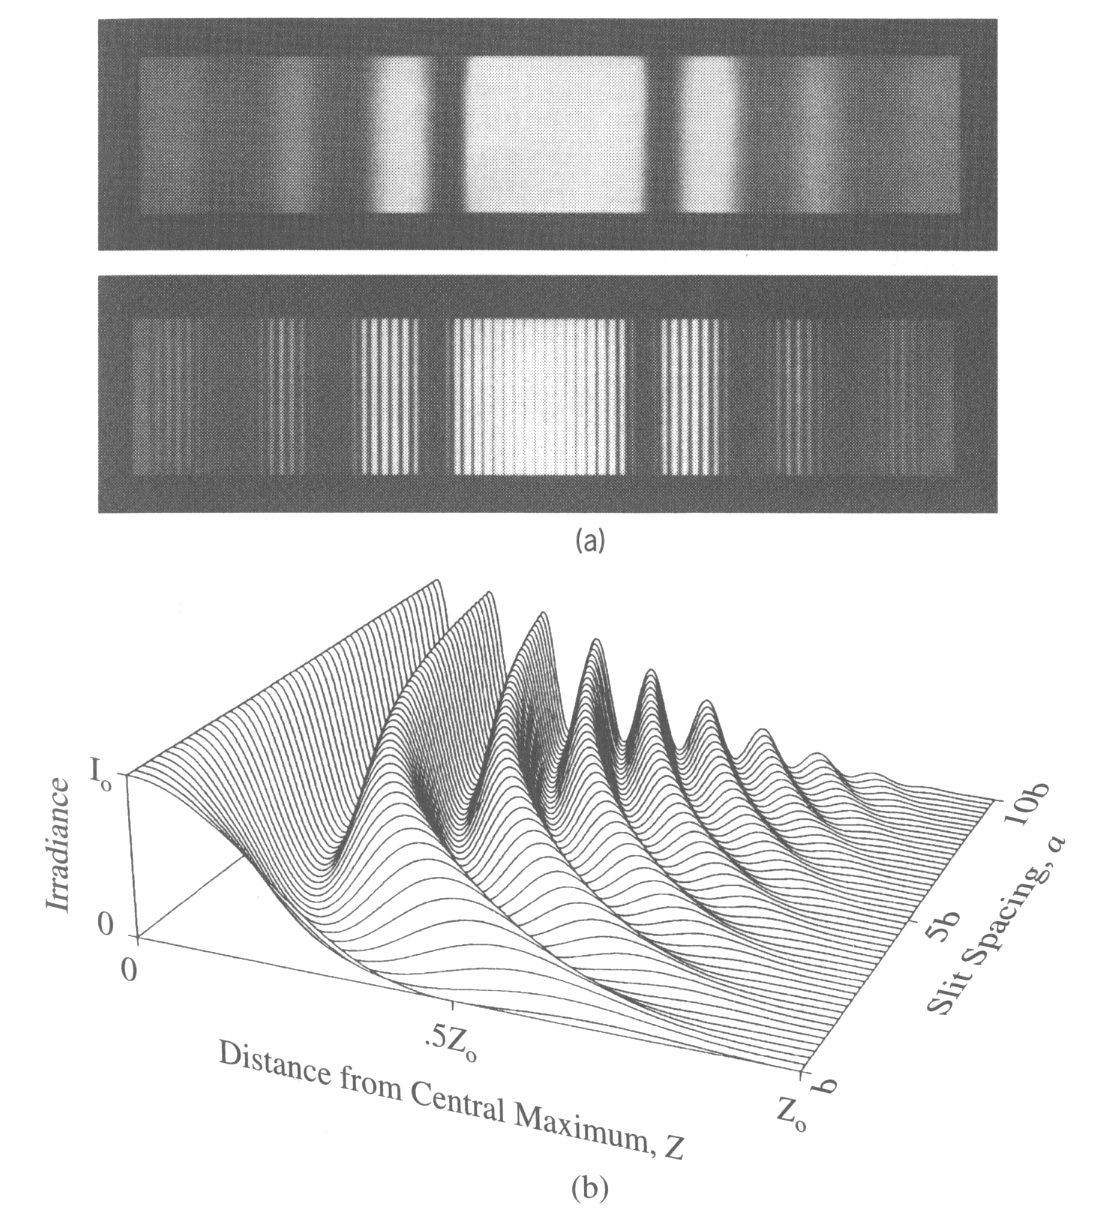 (a)
I₀
0
Irradiance
0
.5Z₀
Z₀
Distance from Central Maximum, Z
b
5b
10b
Slit Spacing, a
(b)